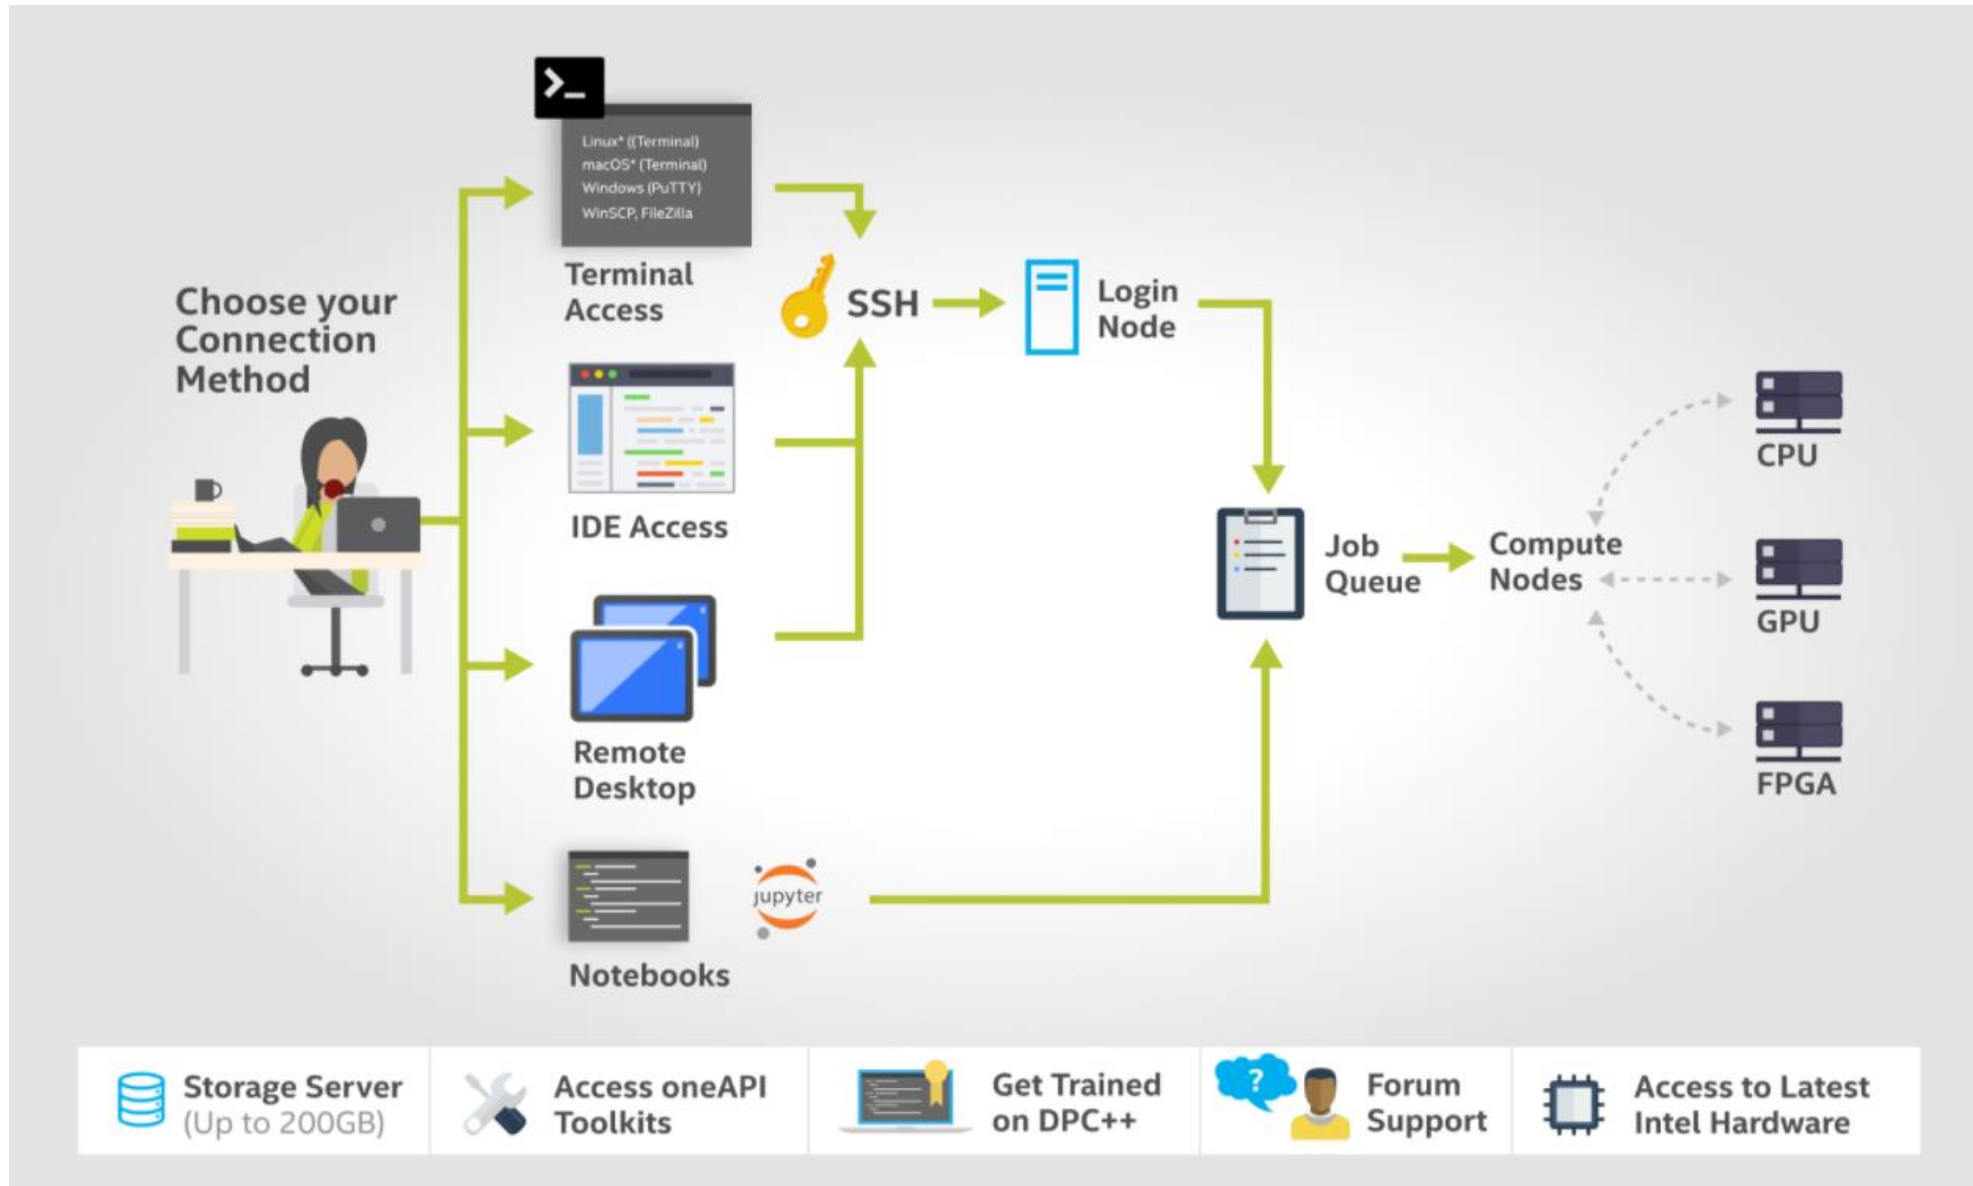 Choose your
Connection
Method
>_
Linux* ((Terminal)
macOS* (Terminal)
Windows (PuTTY)
WinSCP, FileZilla
Terminal
Access
IDE Access
Remote
Desktop
jupyter
Notebooks
SSH
Login
Node
Job
Queue
Compute
Nodes
CPU
GPU
FPGA
Storage Server
(Up to 200GB)
Access oneAPI
Toolkits
Get Trained
on DPC++
?
Forum
Support
Access to Latest
Intel Hardware